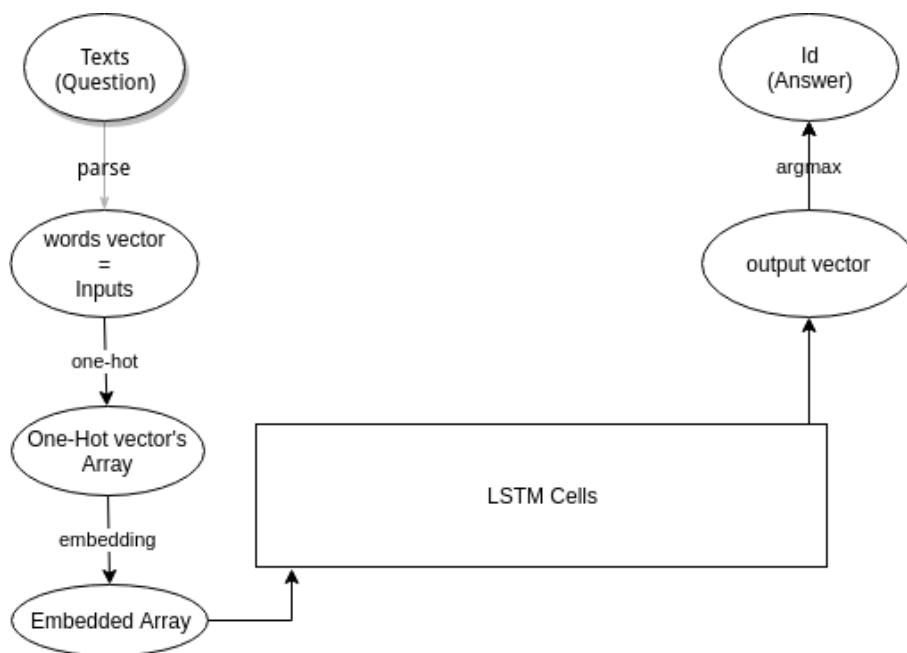 Texts
(Question)
parse
words vector
=
Inputs
one-hot
One-Hot vector's
Array
embedding
Embedded Array
LSTM Cells
output vector
argmax
Id
(Answer)